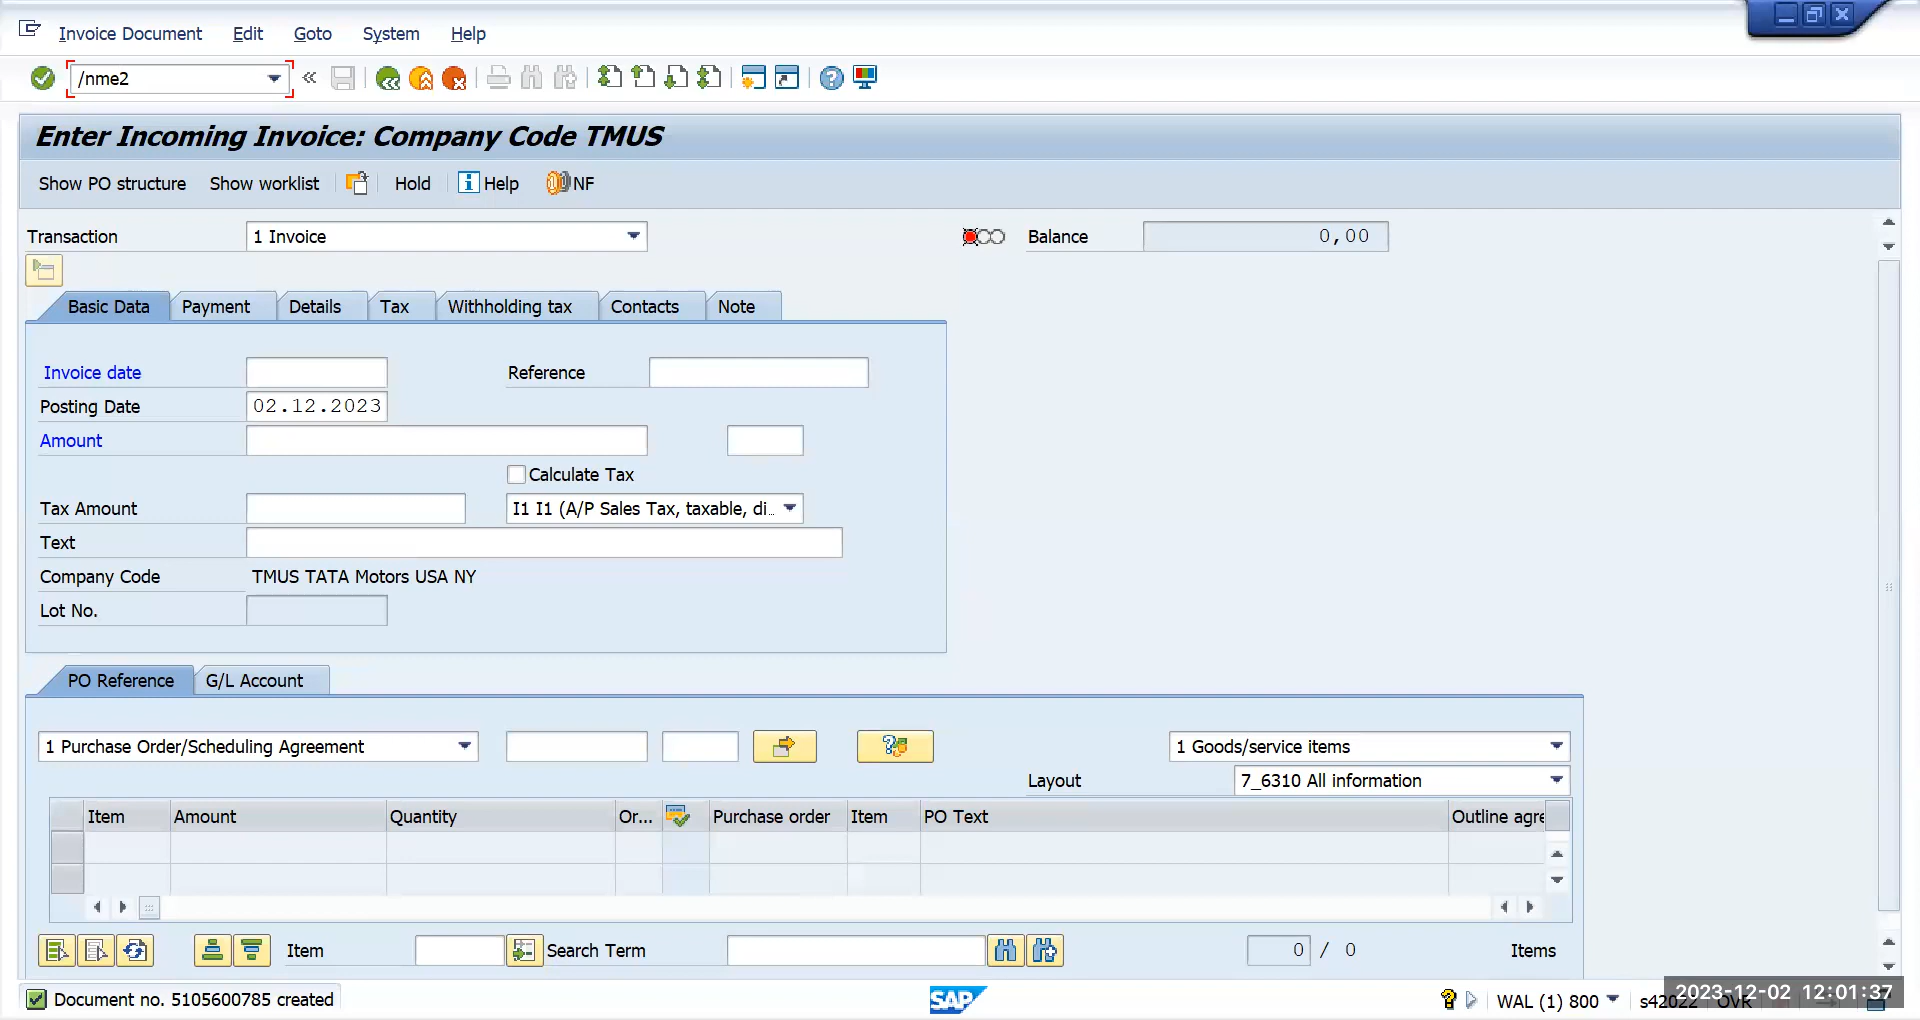 Invoice Document Edit Goto System Help
/nme2
Enter Incoming Invoice: Company Code TMUS
Show PO structure Show worklist Hold Help NF
Transaction 1 Invoice Balance 0,00
Basic Data Payment Details Tax Withholding tax Contacts Note
Invoice date Reference
Posting Date 02.12.2023
Amount
Calculate Tax
Tax Amount I1 I1 (A/P Sales Tax, taxable, di...
Text
Company Code TMUS TATA Motors USA NY
Lot No.
PO Reference G/L Account
1 Purchase Order/Scheduling Agreement 1 Goods/service items
Layout 7_6310 All information
Item Amount Quantity Or... Purchase order Item PO Text Outline agre
Item Search Term 0 / 0 Items
Document no. 5105600785 created SAP WAL (1) 800 s42022 OVR
2023-12-02 12:01:37